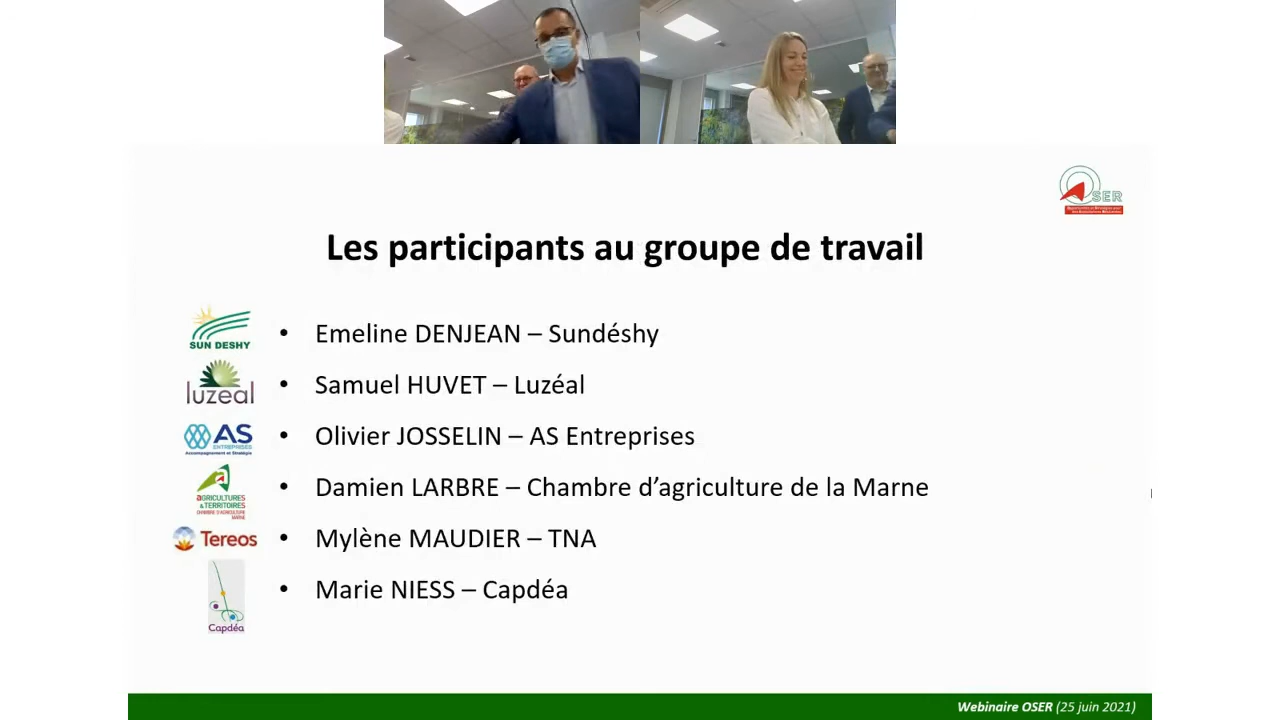 OSER
Les participants au groupe de travail
SUN DESHY
• Emeline DENJEAN – Sundéshy
luzeal
• Samuel HUVET – Luzéal
AS
ENTREPRISES
Accompagnement et Stratégie
• Olivier JOSSELIN – AS Entreprises
AGRICULTURES
& TERRITOIRES
CHAMBRE D'AGRICULTURE
MARNE
• Damien LARBRE – Chambre d’agriculture de la Marne
Tereos
• Mylène MAUDIER – TNA
Capdéa
• Marie NIESS – Capdéa
Webinaire OSER (25 juin 2021)